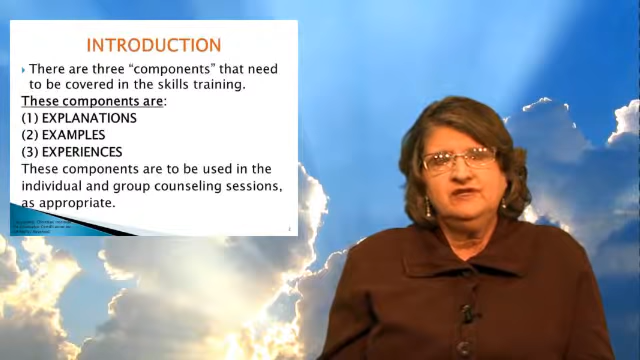 INTRODUCTION
There are three “components” that need
to be covered in the skills training.
These components are:
(1) EXPLANATIONS
(2) EXAMPLES
(3) EXPERIENCES
These components are to be used in the
individual and group counseling sessions,
as appropriate.